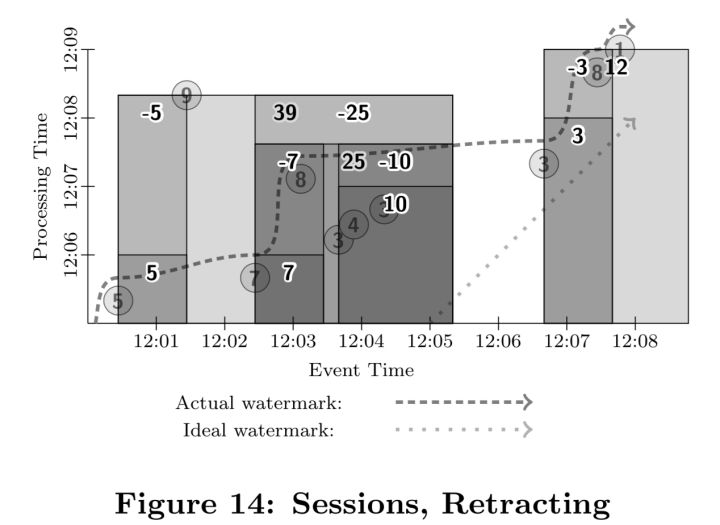 12:09
12:08
12:07
12:06
Processing Time
1
-3 8 12
9
-5 39 -25
3
-7 25 -10
3
8
10
4
3
5 7 7
5
12:01 12:02 12:03 12:04 12:05 12:06 12:07 12:08
Event Time
Actual watermark:
Ideal watermark:
Figure 14: Sessions, Retracting